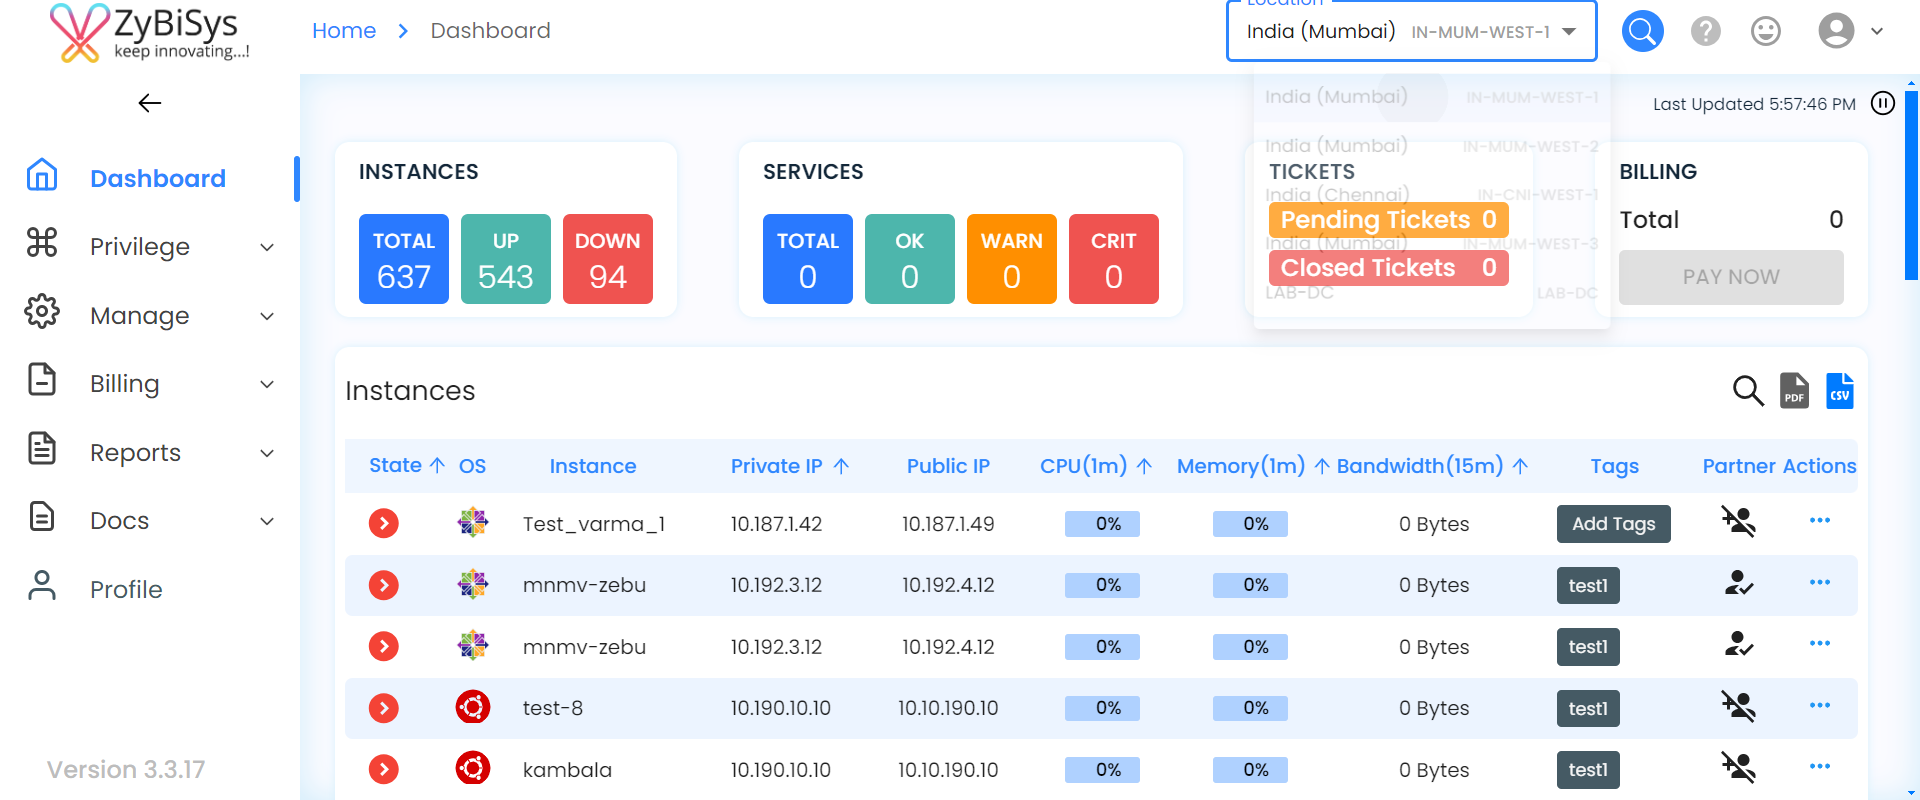 ZyBiSys
keep innovating...!
Home > Dashboard
Location
India (Mumbai) IN-MUM-WEST-1
India (Mumbai) IN-MUM-WEST-1
India (Mumbai) IN-MUM-WEST-2
India (Chennai) IN-CNI-WEST-1
India (Mumbai) IN-MUM-WEST-3
LAB-DC LAB-DC
Last Updated 5:57:46 PM
Dashboard
Privilege
Manage
Billing
Reports
Docs
Profile
Version 3.3.17
INSTANCES
TOTAL 637
UP 543
DOWN 94
SERVICES
TOTAL 0
OK 0
WARN 0
CRIT 0
TICKETS
Pending Tickets 0
Closed Tickets 0
BILLING
Total 0
PAY NOW
Instances
PDF CSV
State OS Instance Private IP Public IP CPU(1m) Memory(1m) Bandwidth(15m) Tags Partner Actions
Test_varma_1 10.187.1.42 10.187.1.49 0% 0% 0 Bytes Add Tags
mnmv-zebu 10.192.3.12 10.192.4.12 0% 0% 0 Bytes test1
mnmv-zebu 10.192.3.12 10.192.4.12 0% 0% 0 Bytes test1
test-8 10.190.10.10 10.10.190.10 0% 0% 0 Bytes test1
kambala 10.190.10.10 10.10.190.10 0% 0% 0 Bytes test1